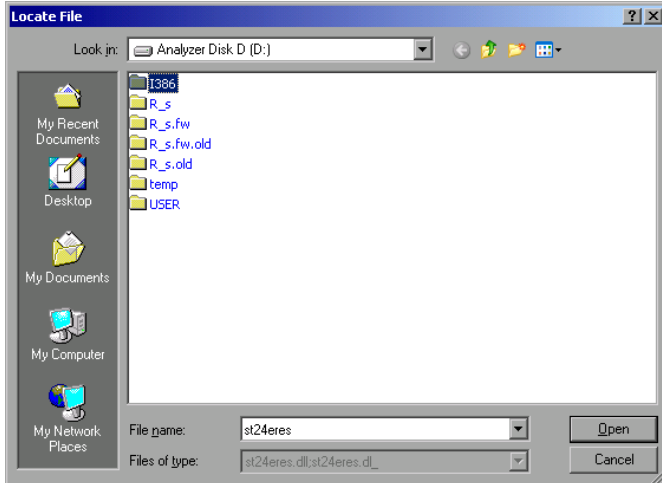 Locate File
Look in:
Analyzer Disk D (D:)
I386
R_s
R_s.fw
R_s.fw.old
R_s.old
temp
USER
My Recent
Documents
Desktop
My Documents
My Computer
My Network
Places
File name:
st24eres
Open
Files of type:
st24eres.dll;st24eres.dl_
Cancel